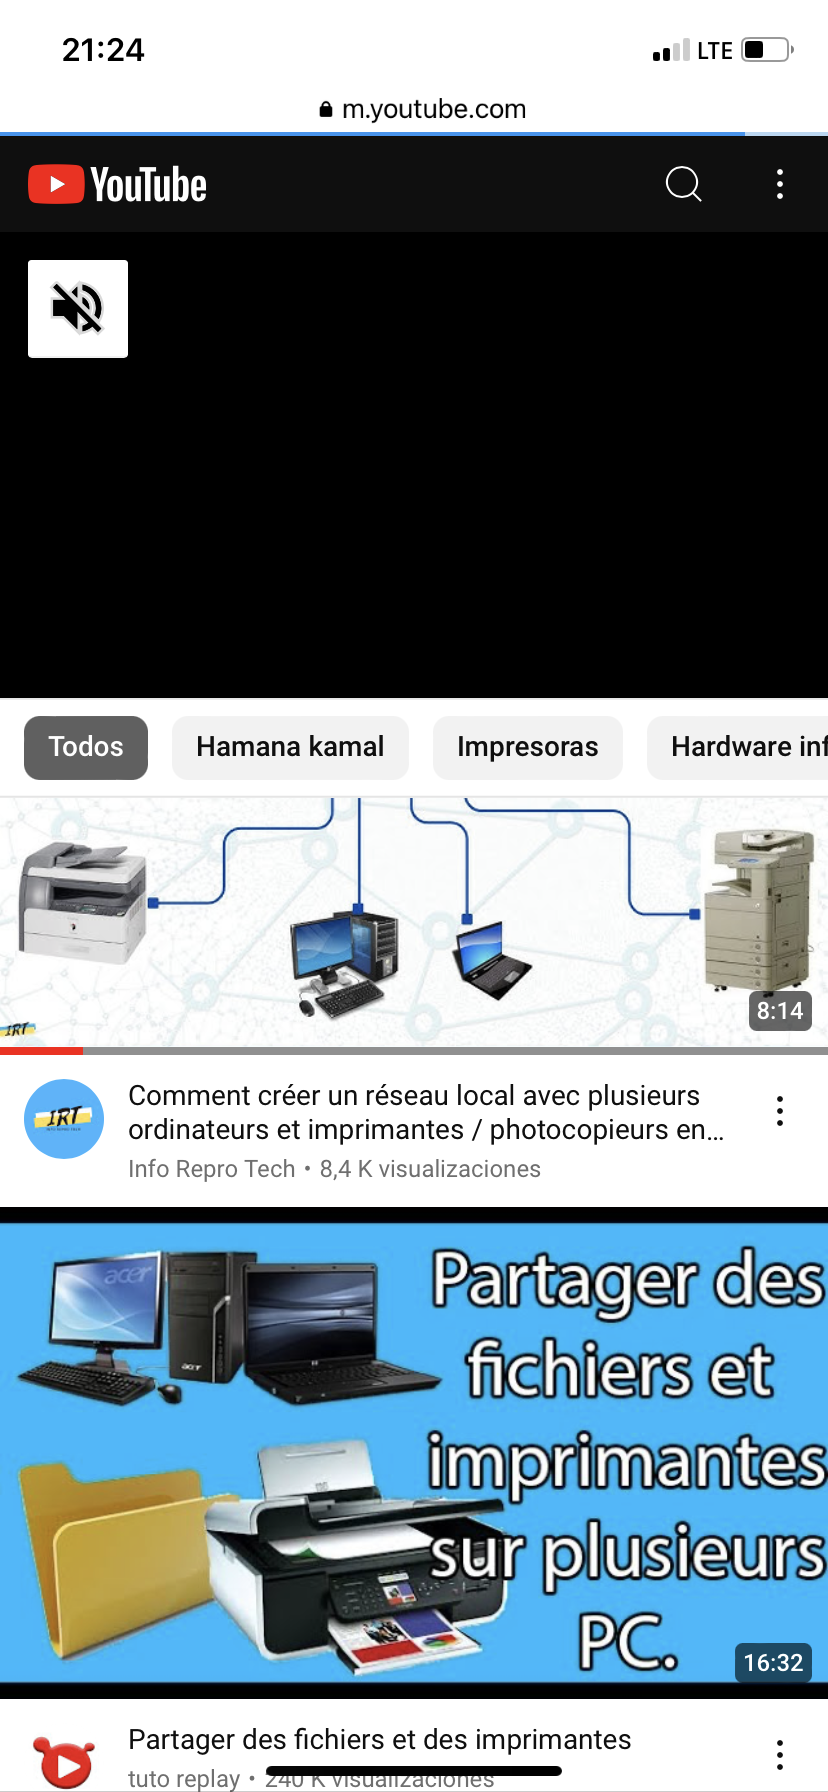 21:24
LTE
m.youtube.com
YouTube
Todos
Hamana kamal
Impresoras
Hardware inf
IRT
8:14
IRT
Comment créer un réseau local avec plusieurs
ordinateurs et imprimantes / photocopieurs en...
Info Repro Tech • 8,4 K visualizaciones
acer
acer
Partager des
fichiers et
imprimantes
sur plusieurs
PC.
16:32
Partager des fichiers et des imprimantes
tuto replay • 240 K visualizaciones